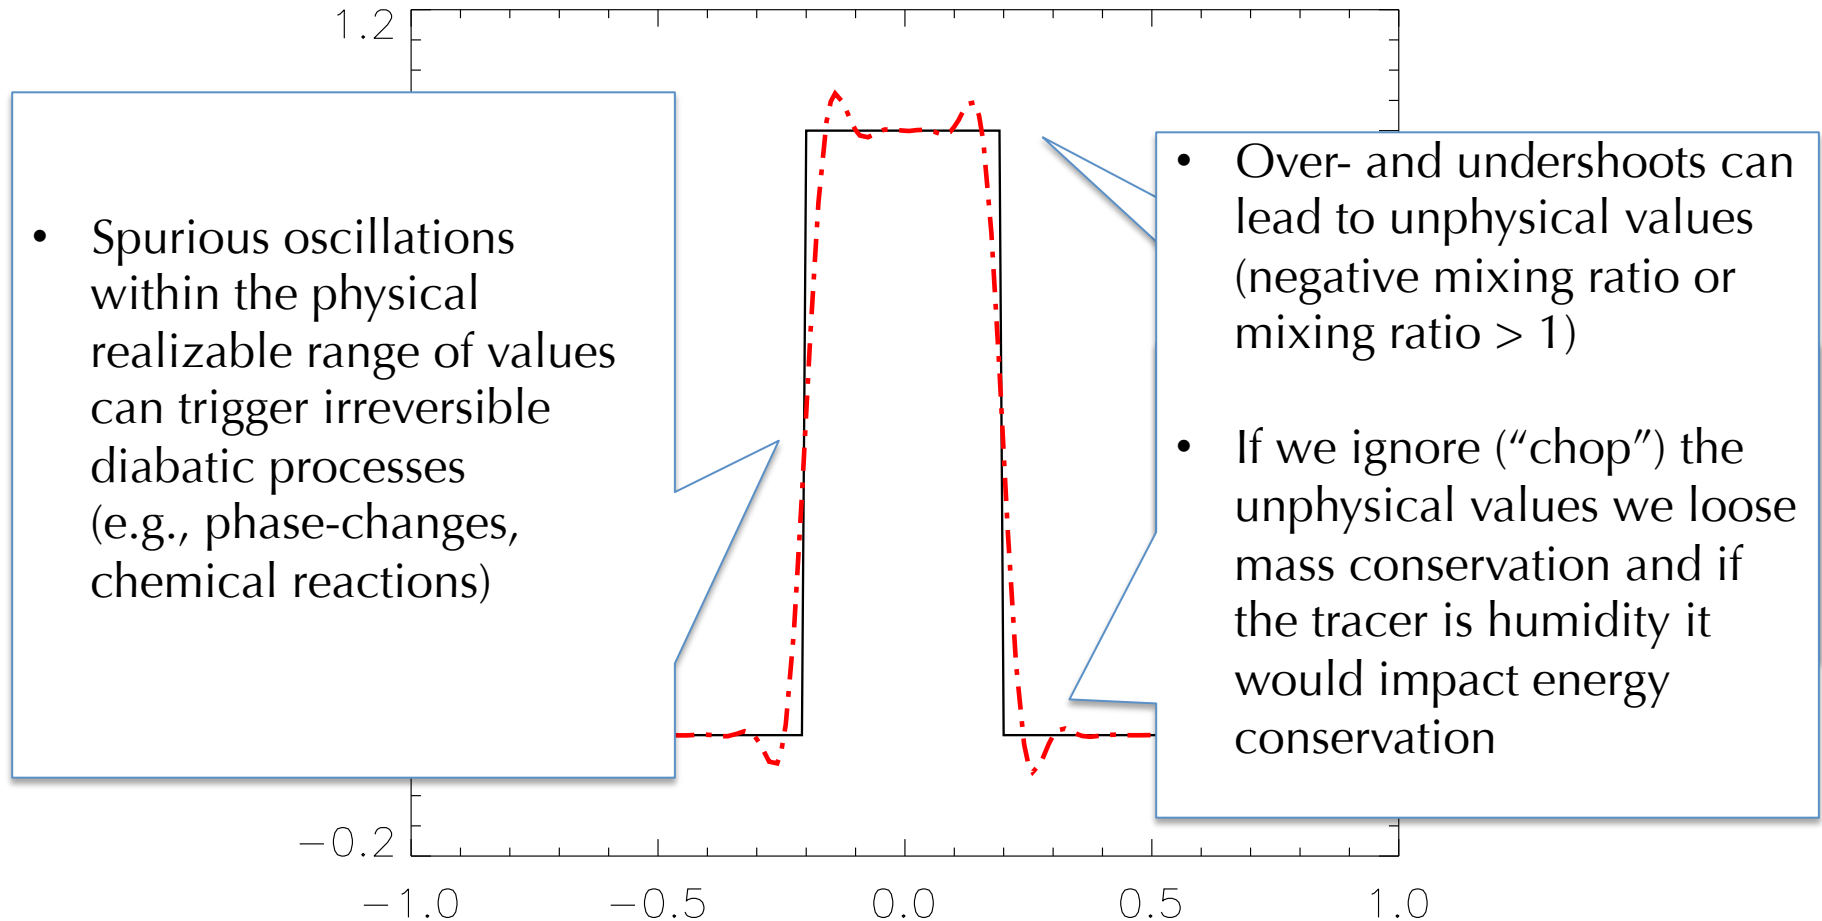 1.2
• Spurious oscillations
within the physical
realizable range of values
can trigger irreversible
diabatic processes
(e.g., phase-changes,
chemical reactions)
• Over- and undershoots can
lead to unphysical values
(negative mixing ratio or
mixing ratio > 1)
• If we ignore (“chop”) the
unphysical values we loose
mass conservation and if
the tracer is humidity it
would impact energy
conservation
−0.2
−1.0 −0.5 0.0 0.5 1.0